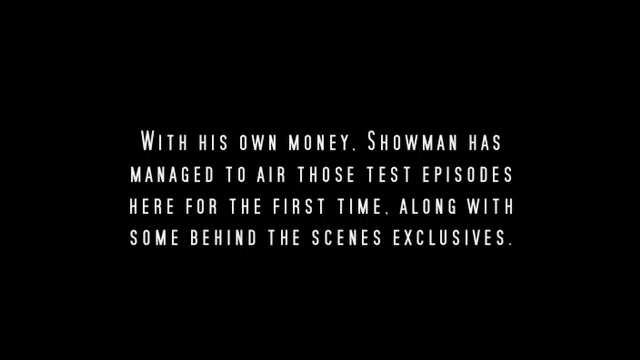 With his own money, Showman has
managed to air those test episodes
here for the first time, along with
some behind the scenes exclusives.